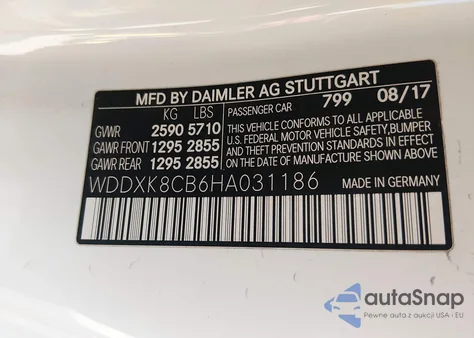 MFD BY DAIMLER AG STUTTGART
KG LBS PASSENGER CAR 799 08/17
GVWR 2590 5710 THIS VEHICLE CONFORMS TO ALL APPLICABLE
GAWR FRONT 1295 2855 U.S. FEDERAL MOTOR VEHICLE SAFETY, BUMPER
GAWR REAR 1295 2855 AND THEFT PREVENTION STANDARDS IN EFFECT
ON THE DATE OF MANUFACTURE SHOWN ABOVE.
WDDXK8CB6HA031186 MADE IN GERMANY
autoSnap
Pewne auta z aukcji USA i EU